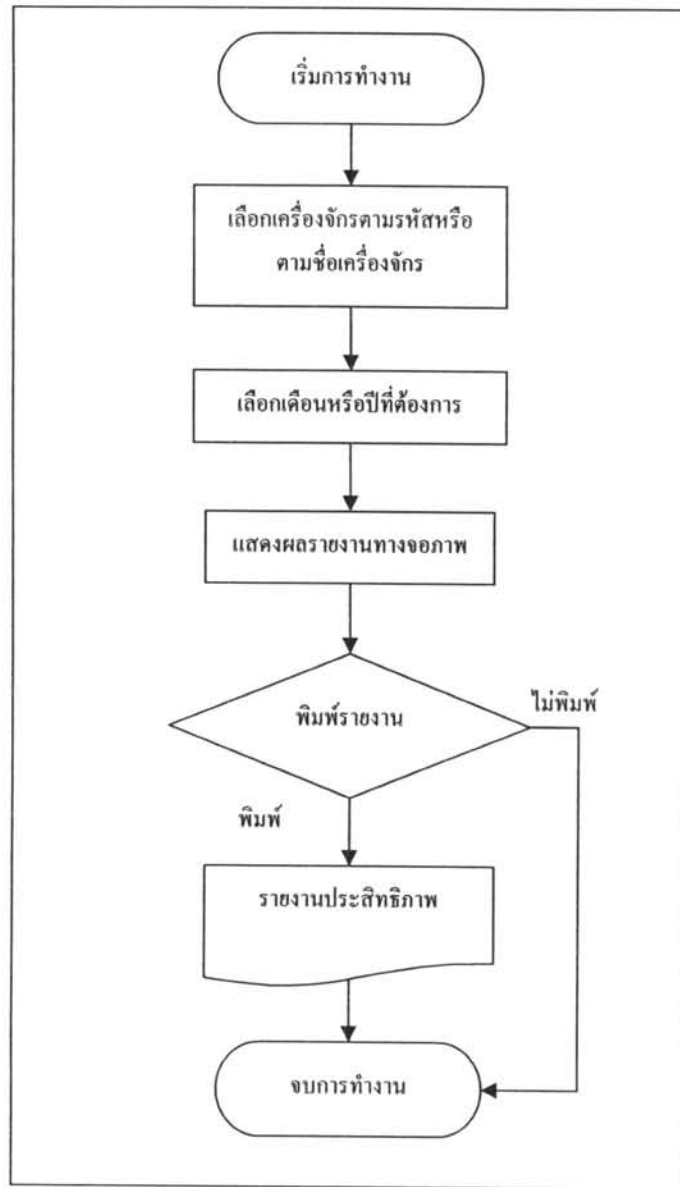 เริ่มการทำงาน
เลือกเครื่องจักรตามรหัสหรือ
ตามชื่อเครื่องจักร
เลือกเดือนหรือปีที่ต้องการ
แสดงผลรายงานทางจอภาพ
พิมพ์รายงาน
ไม่พิมพ์
พิมพ์
รายงานประสิทธิภาพ
จบการทำงาน